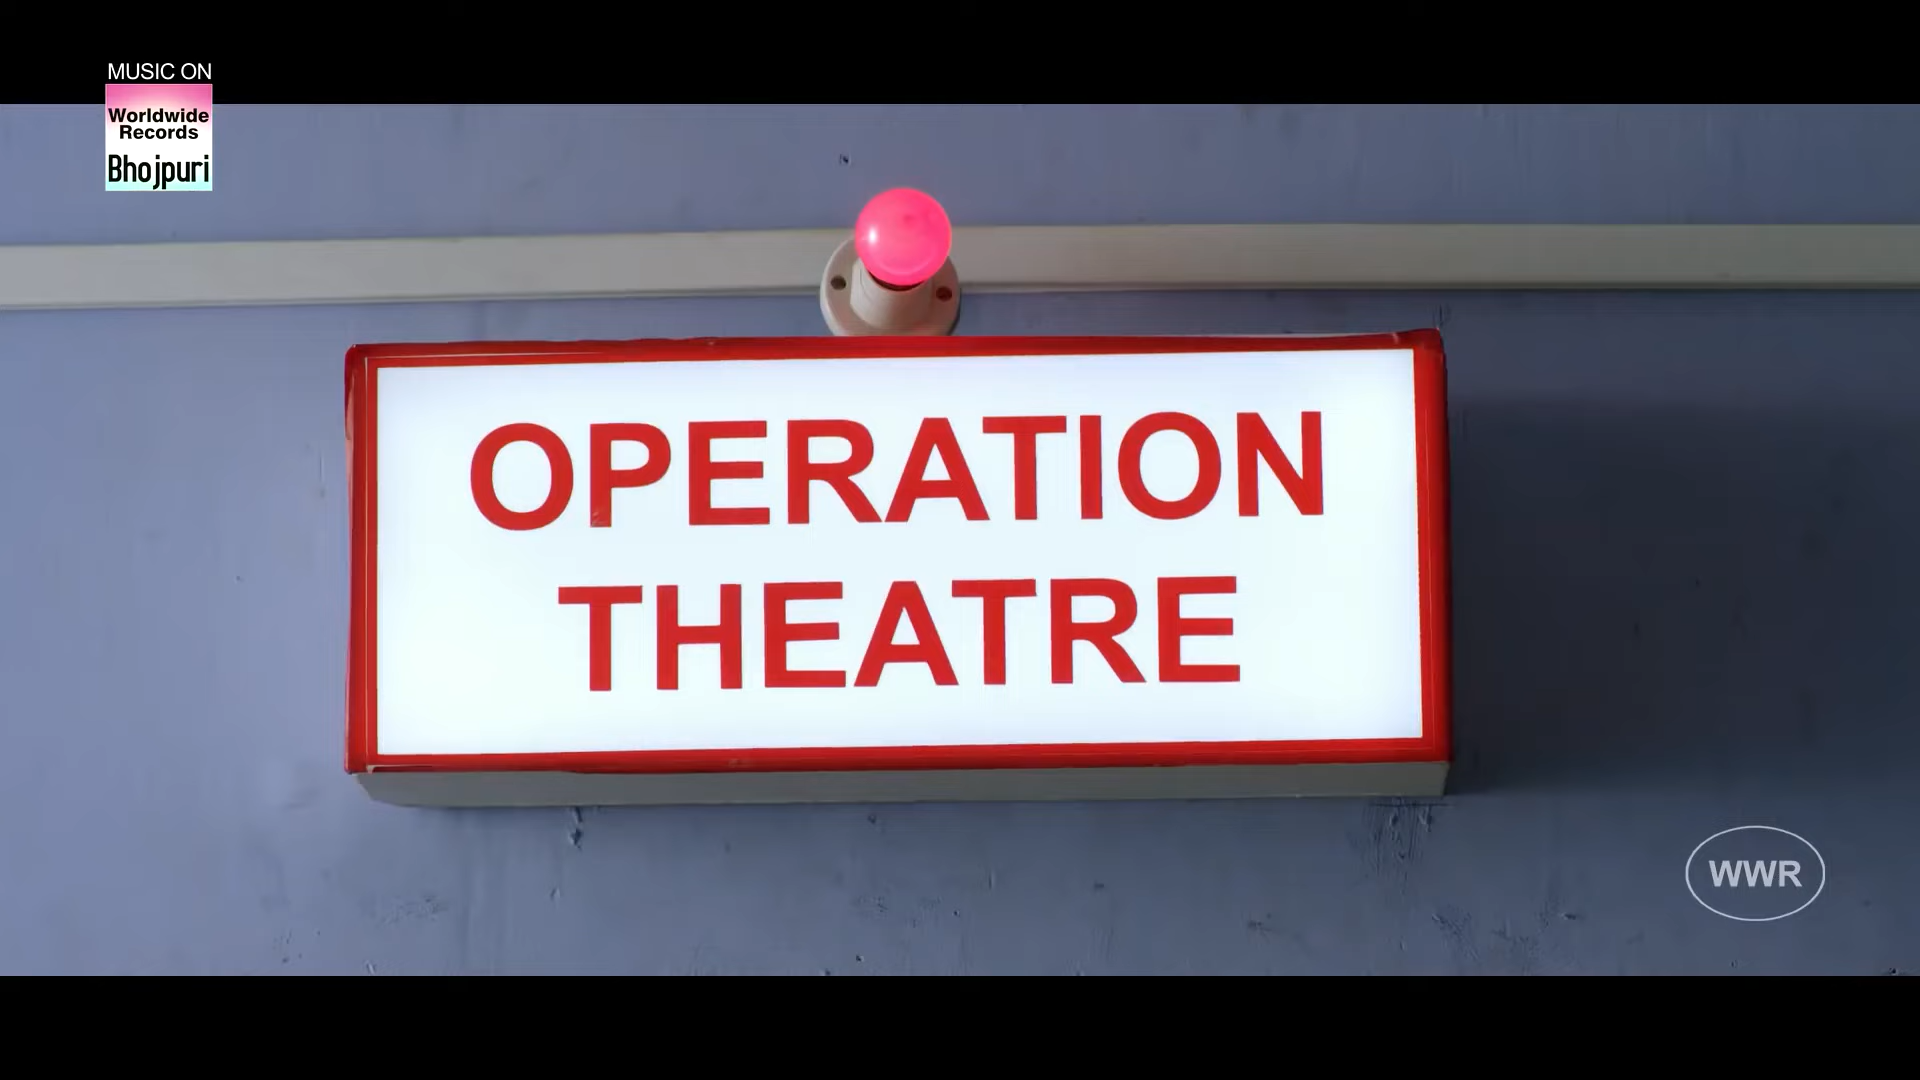 MUSIC ON
Worldwide
Records
Bhojpuri
OPERATION
THEATRE
WWR